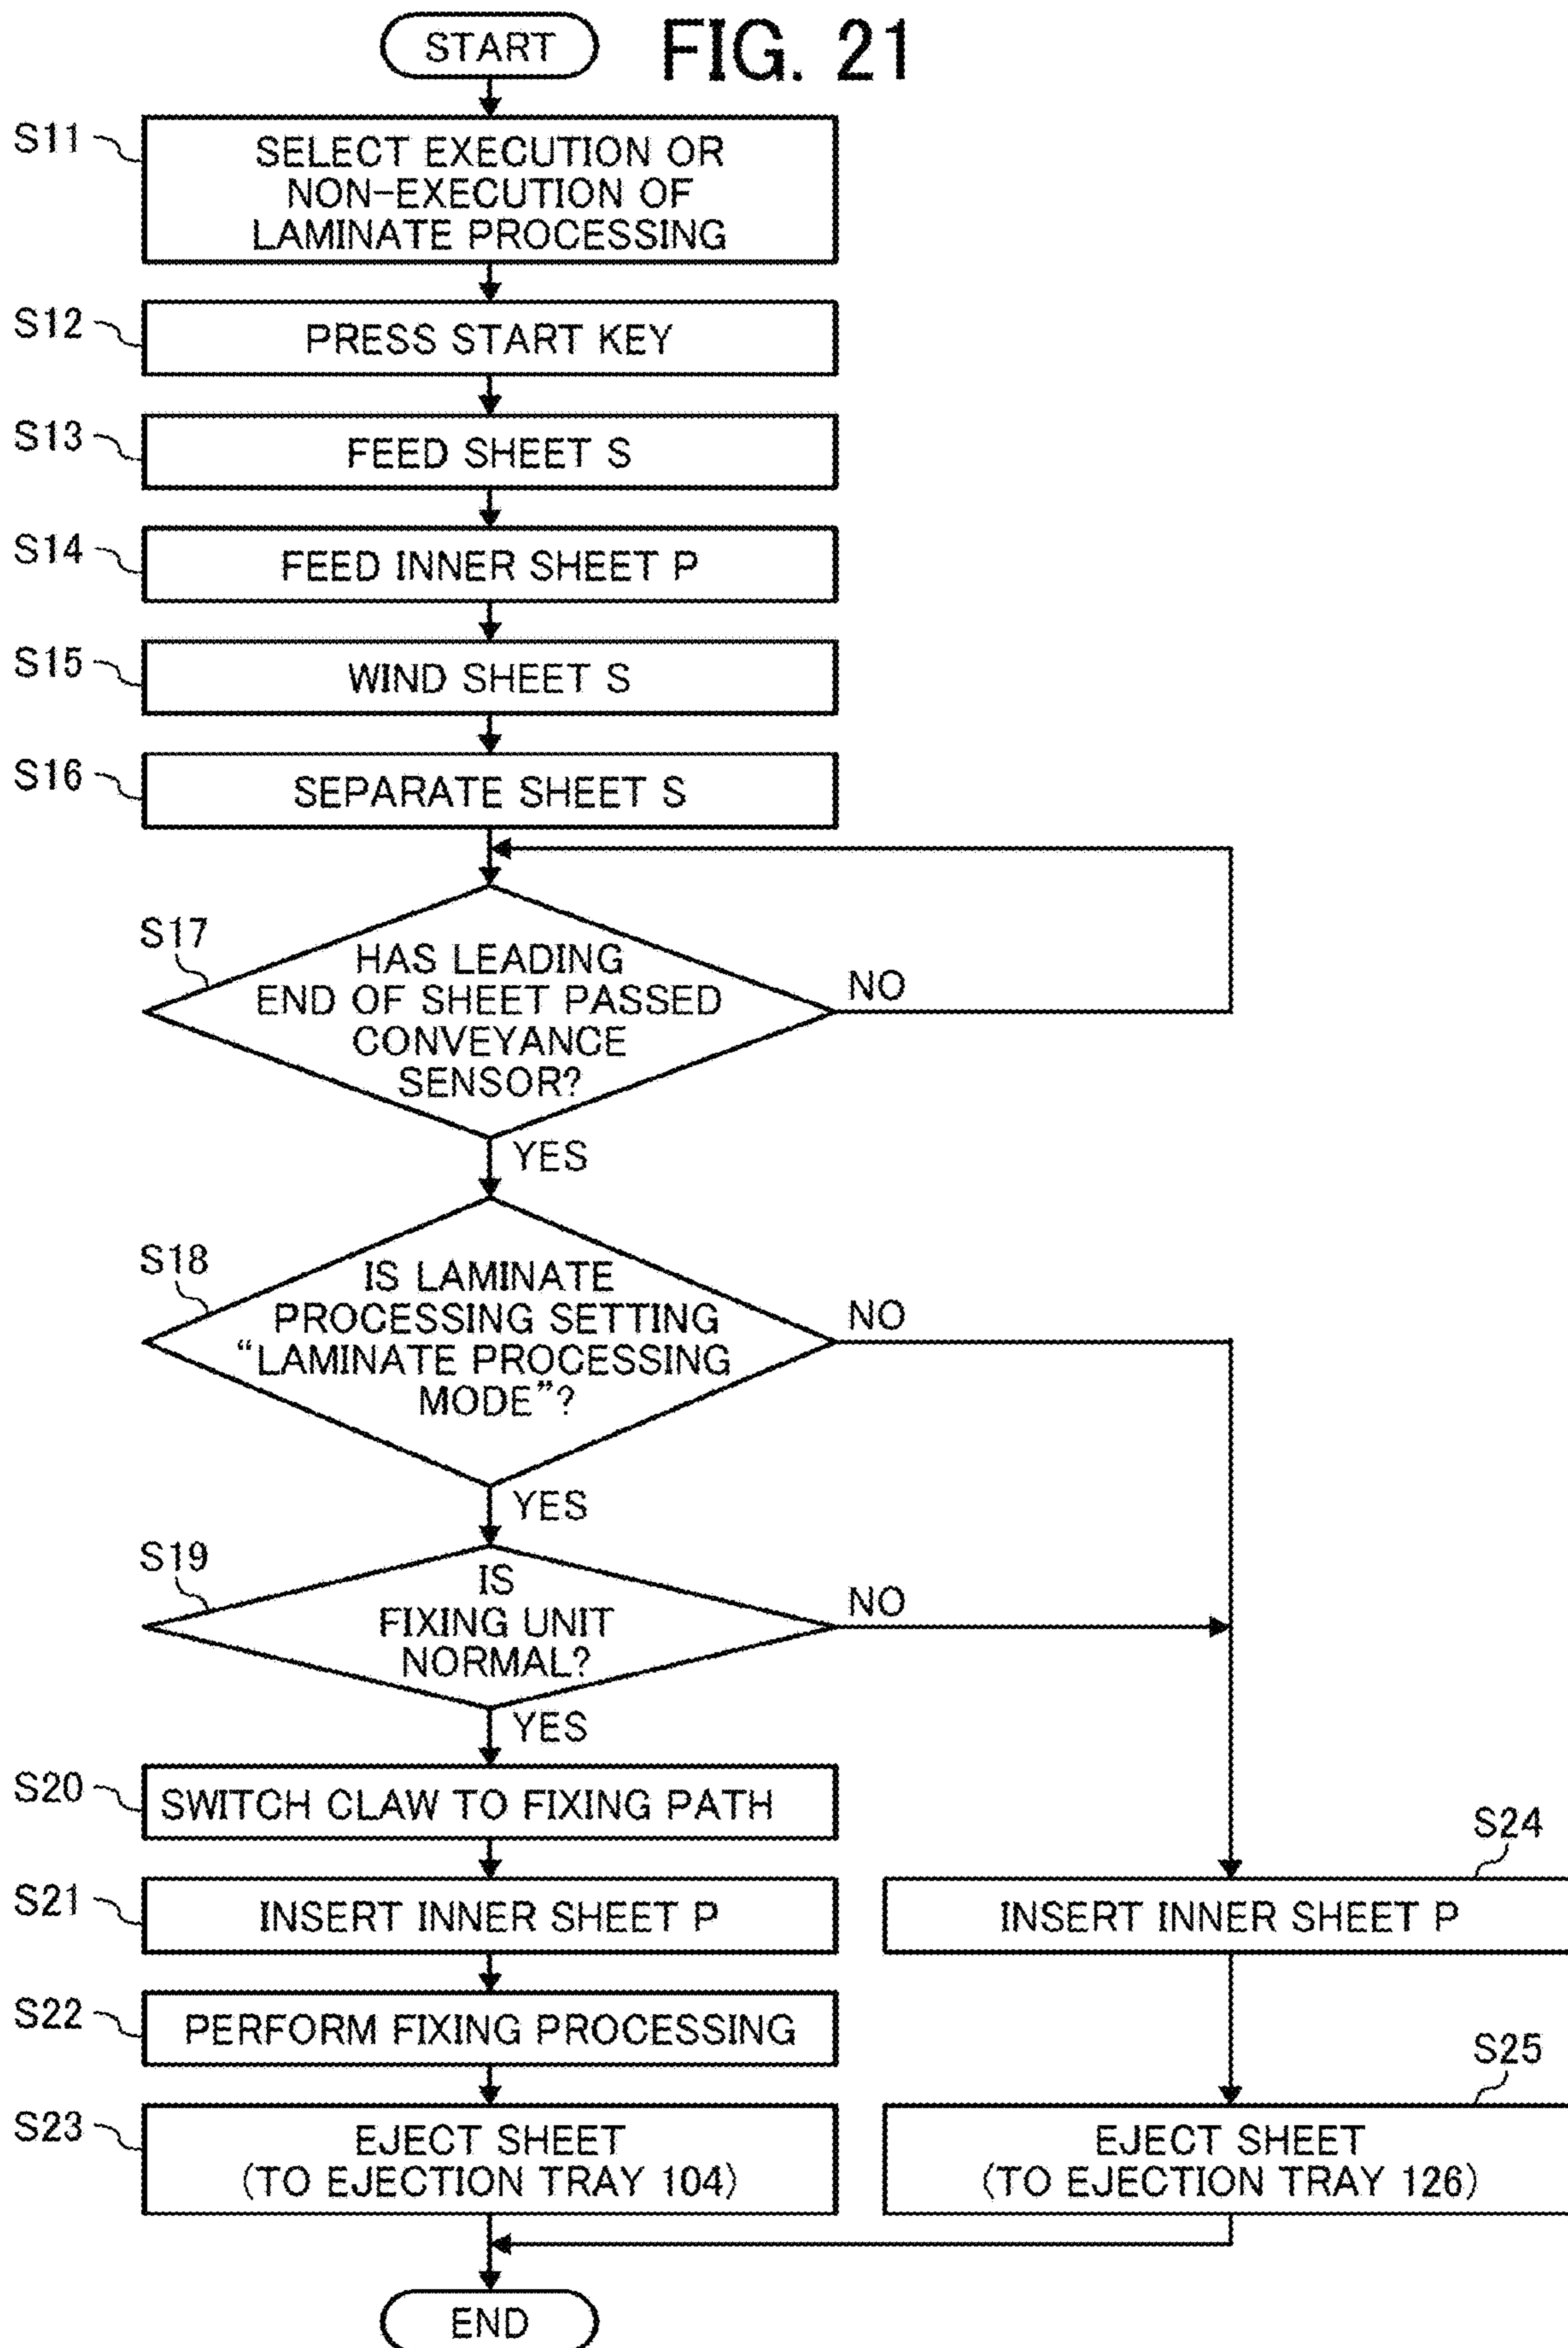 FIG. 21
START
S11
SELECT EXECUTION OR
NON-EXECUTION OF
LAMINATE PROCESSING
S12
PRESS START KEY
S13
FEED SHEET S
S14
FEED INNER SHEET P
S15
WIND SHEET S
S16
SEPARATE SHEET S
S17
HAS LEADING
END OF SHEET PASSED
CONVEYANCE
SENSOR?
NO
YES
S18
IS LAMINATE
PROCESSING SETTING
“LAMINATE PROCESSING
MODE”?
NO
YES
S19
IS
FIXING UNIT
NORMAL?
NO
YES
S20
SWITCH CLAW TO FIXING PATH
S21
INSERT INNER SHEET P
S22
PERFORM FIXING PROCESSING
S23
EJECT SHEET
(TO EJECTION TRAY 104)
S24
INSERT INNER SHEET P
S25
EJECT SHEET
(TO EJECTION TRAY 126)
END